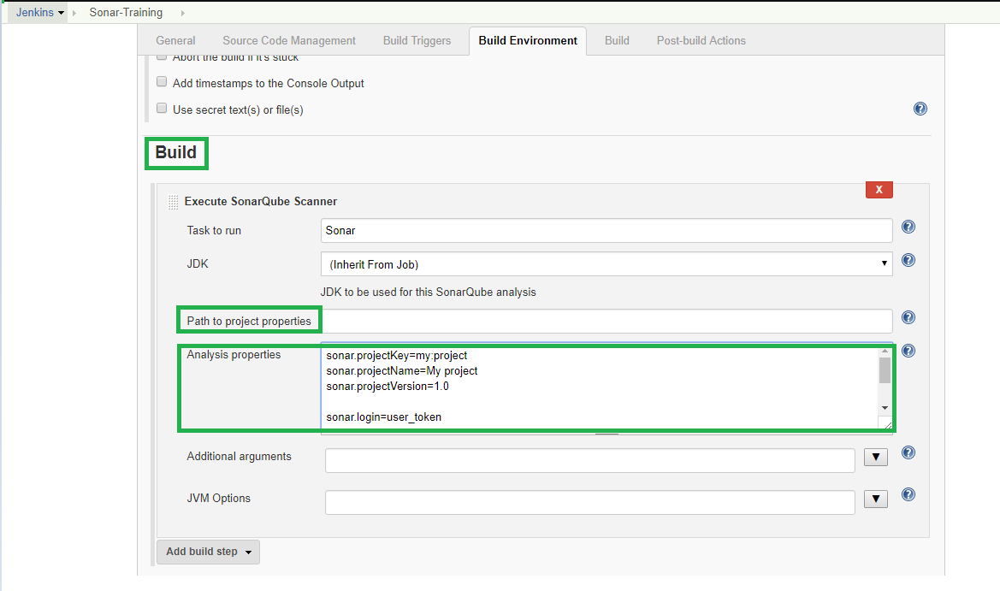 Jenkins Sonar-Training
General Source Code Management Build Triggers Build Environment Build Post-build Actions
Abort the build if it's stuck
Add timestamps to the Console Output
Use secret text(s) or file(s)
Build
X
Execute SonarQube Scanner
Task to run Sonar
JDK (Inherit From Job)
JDK to be used for this SonarQube analysis
Path to project properties
Analysis properties sonar.projectKey=my:project
sonar.projectName=My project
sonar.projectVersion=1.0
sonar.login=user_token
Additional arguments
JVM Options
Add build step